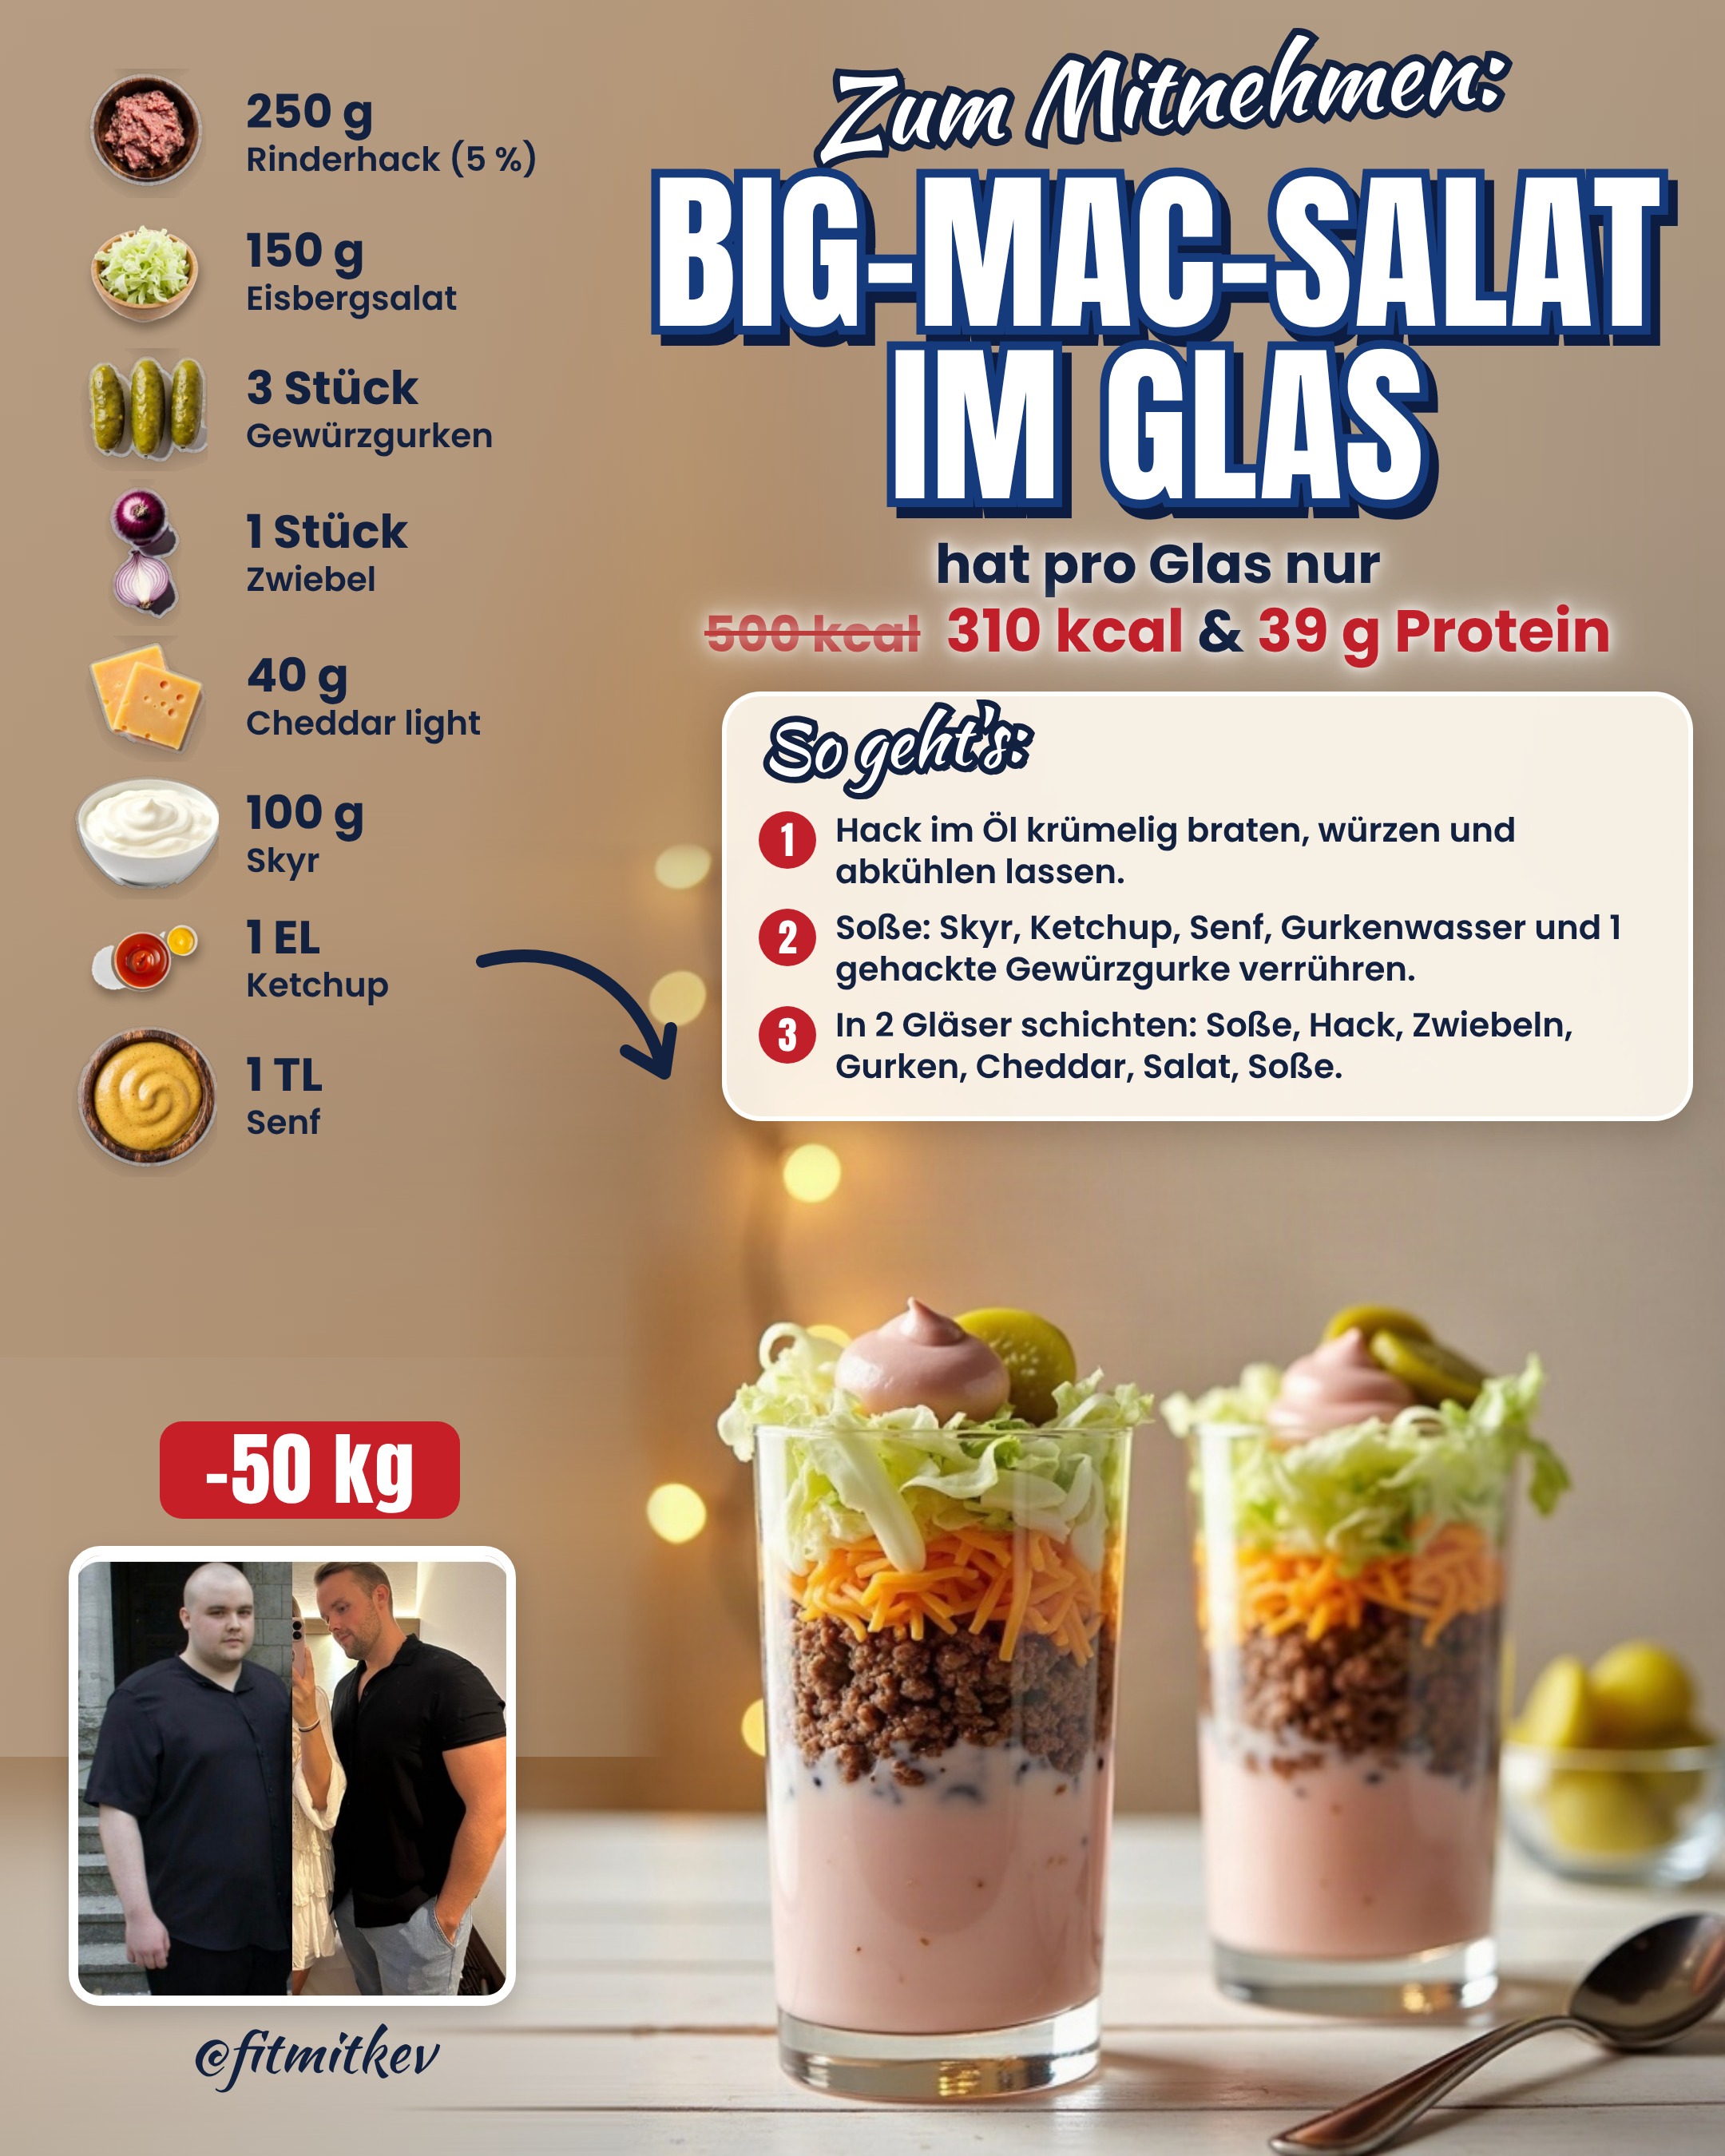 Zum Mitnehmen:
BIG-MAC-SALAT
IM GLAS
hat pro Glas nur
500 kcal 310 kcal & 39 g Protein
250 g
Rinderhack (5 %)
150 g
Eisbergsalat
3 Stück
Gewürzgurken
1 Stück
Zwiebel
40 g
Cheddar light
100 g
Skyr
1 EL
Ketchup
1 TL
Senf
So geht's:
1 Hack im Öl krümelig braten, würzen und
abkühlen lassen.
2 Soße: Skyr, Ketchup, Senf, Gurkenwasser und 1
gehackte Gewürzgurke verrühren.
3 In 2 Gläser schichten: Soße, Hack, Zwiebeln,
Gurken, Cheddar, Salat, Soße.
-50 kg
@fitmitkev